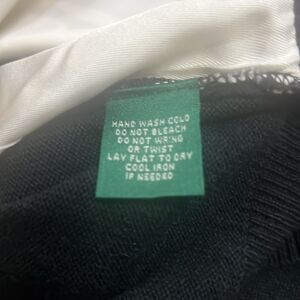 HAND WASH COLD
DO NOT BLEACH
DO NOT WRING
OR TWIST
LAY FLAT TO DRY
COOL IRON
IF NEEDED